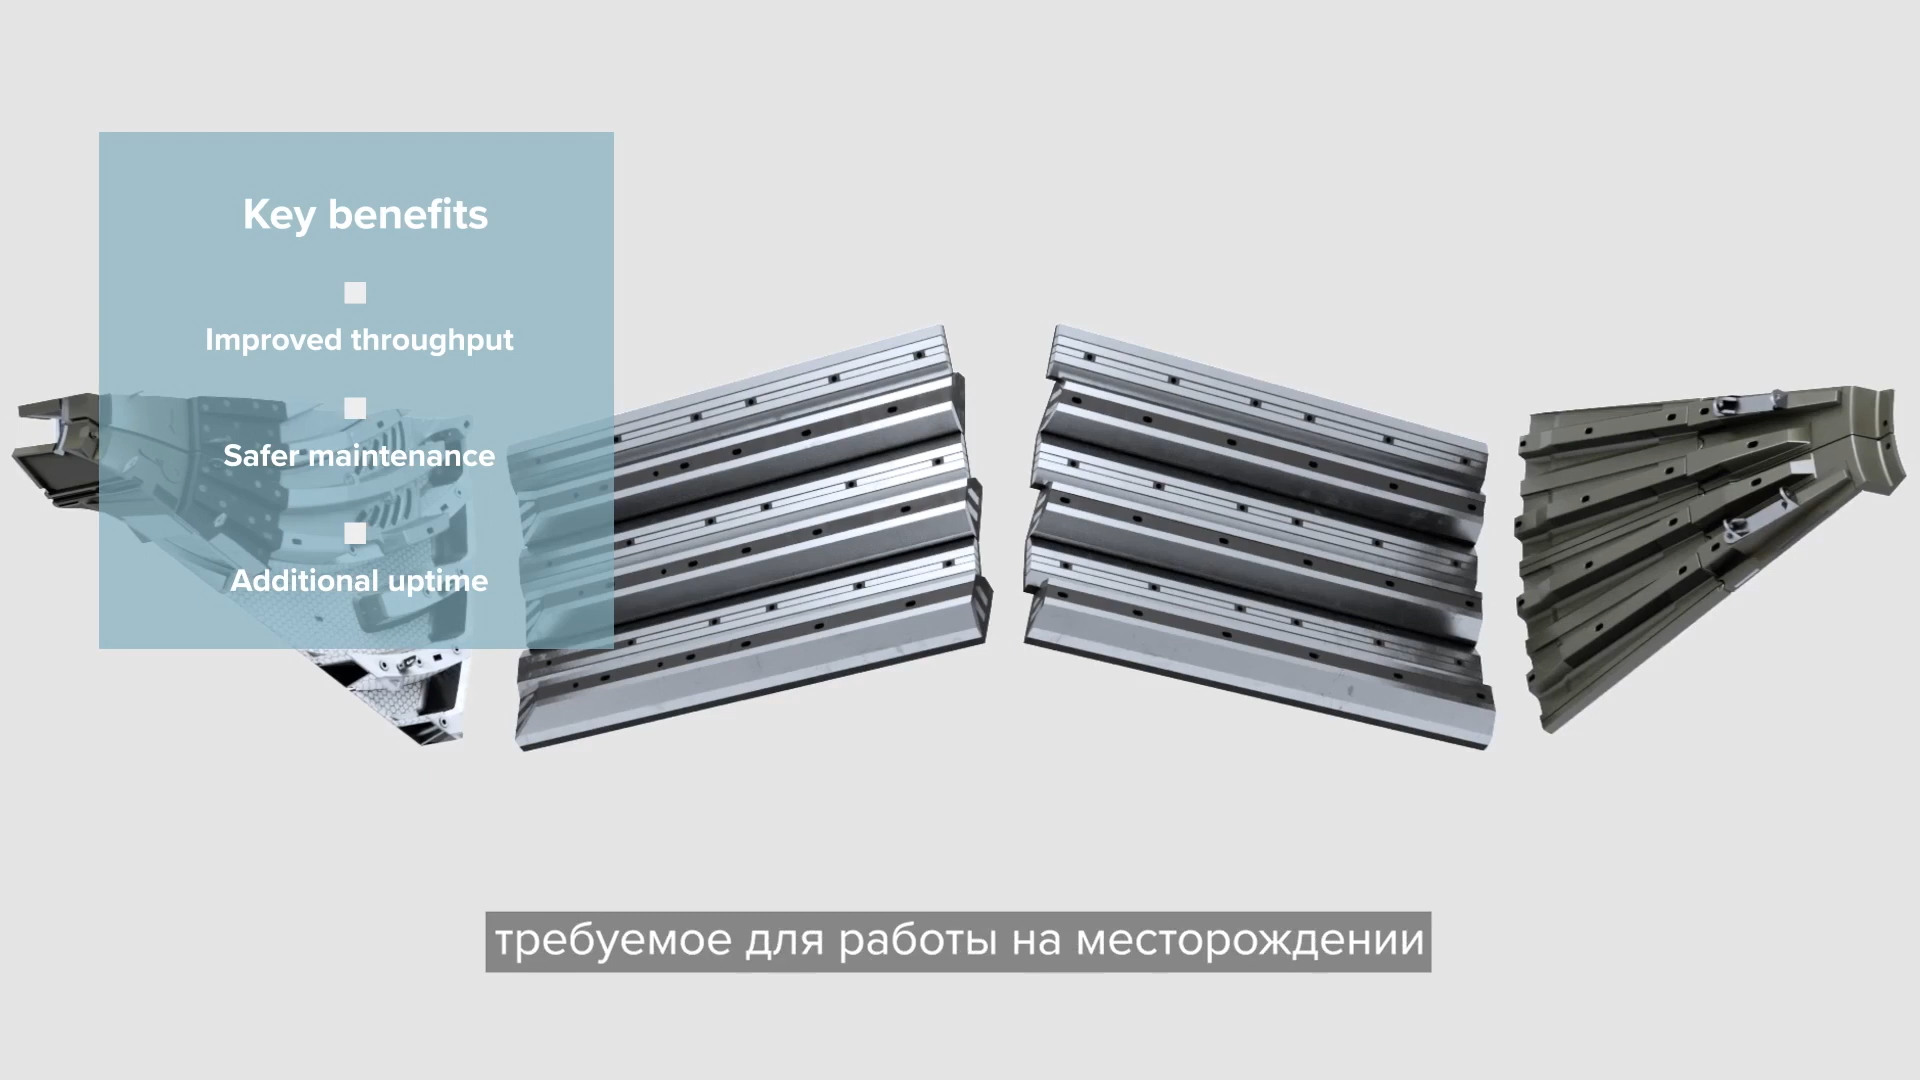 Key benefits
Improved throughput
Safer maintenance
Additional uptime
требуемое для работы на месторождении